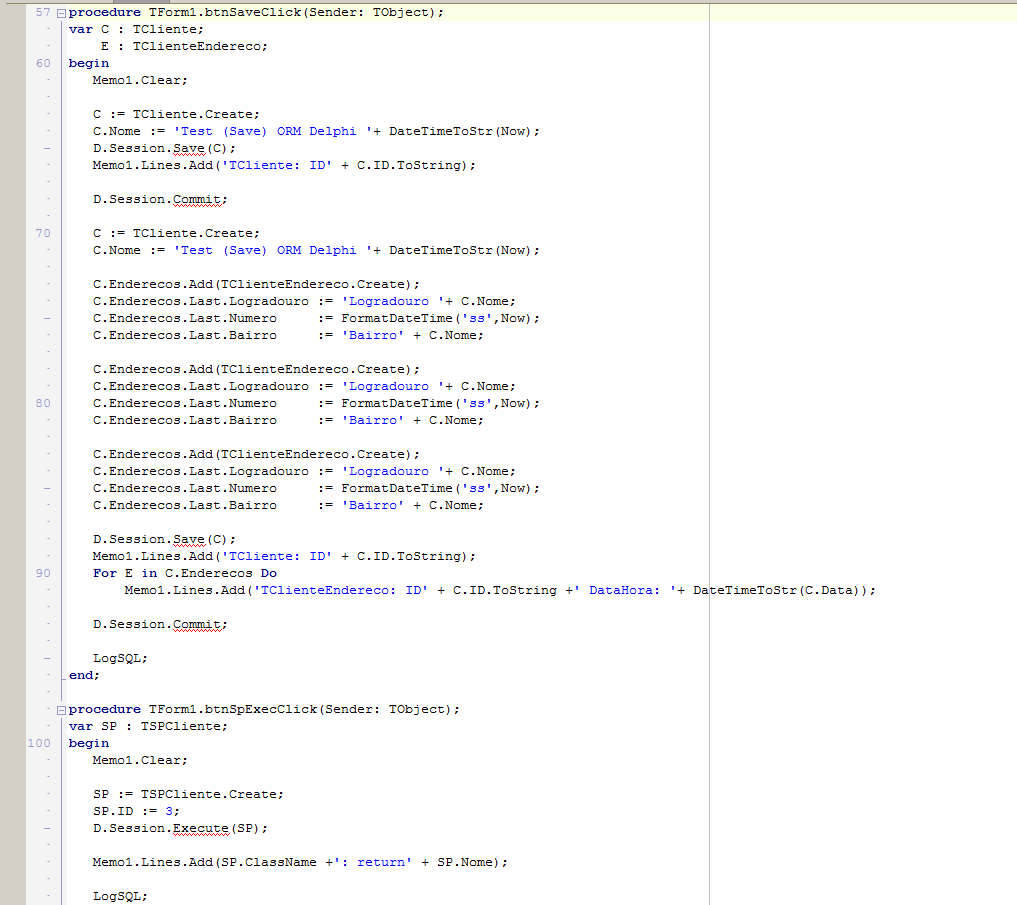 57 procedure TForm1.btnSaveClick(Sender: TObject);
var C : TCliente;
    E : TClienteEndereco;
60 begin
   Memo1.Clear;
   C := TCliente.Create;
   C.Nome := 'Test (Save) ORM Delphi '+ DateTimeToStr(Now);
   D.Session.Save(C);
   Memo1.Lines.Add('TCliente: ID' + C.ID.ToString);
   D.Session.Commit;
70    C := TCliente.Create;
   C.Nome := 'Test (Save) ORM Delphi '+ DateTimeToStr(Now);
   C.Enderecos.Add(TClienteEndereco.Create);
   C.Enderecos.Last.Logradouro := 'Logradouro '+ C.Nome;
   C.Enderecos.Last.Numero     := FormatDateTime('ss',Now);
   C.Enderecos.Last.Bairro     := 'Bairro' + C.Nome;
   C.Enderecos.Add(TClienteEndereco.Create);
   C.Enderecos.Last.Logradouro := 'Logradouro '+ C.Nome;
80    C.Enderecos.Last.Numero     := FormatDateTime('ss',Now);
   C.Enderecos.Last.Bairro     := 'Bairro' + C.Nome;
   C.Enderecos.Add(TClienteEndereco.Create);
   C.Enderecos.Last.Logradouro := 'Logradouro '+ C.Nome;
   C.Enderecos.Last.Numero     := FormatDateTime('ss',Now);
   C.Enderecos.Last.Bairro     := 'Bairro' + C.Nome;
   D.Session.Save(C);
   Memo1.Lines.Add('TCliente: ID' + C.ID.ToString);
90    For E in C.Enderecos Do
       Memo1.Lines.Add('TClienteEndereco: ID' + C.ID.ToString +' DataHora: '+ DateTimeToStr(C.Data));
   D.Session.Commit;
   LogSQL;
end;
procedure TForm1.btnSpExecClick(Sender: TObject);
var SP : TSPCliente;
100 begin
   Memo1.Clear;
   SP := TSPCliente.Create;
   SP.ID := 3;
   D.Session.Execute(SP);
   Memo1.Lines.Add(SP.ClassName +': return' + SP.Nome);
   LogSQL;